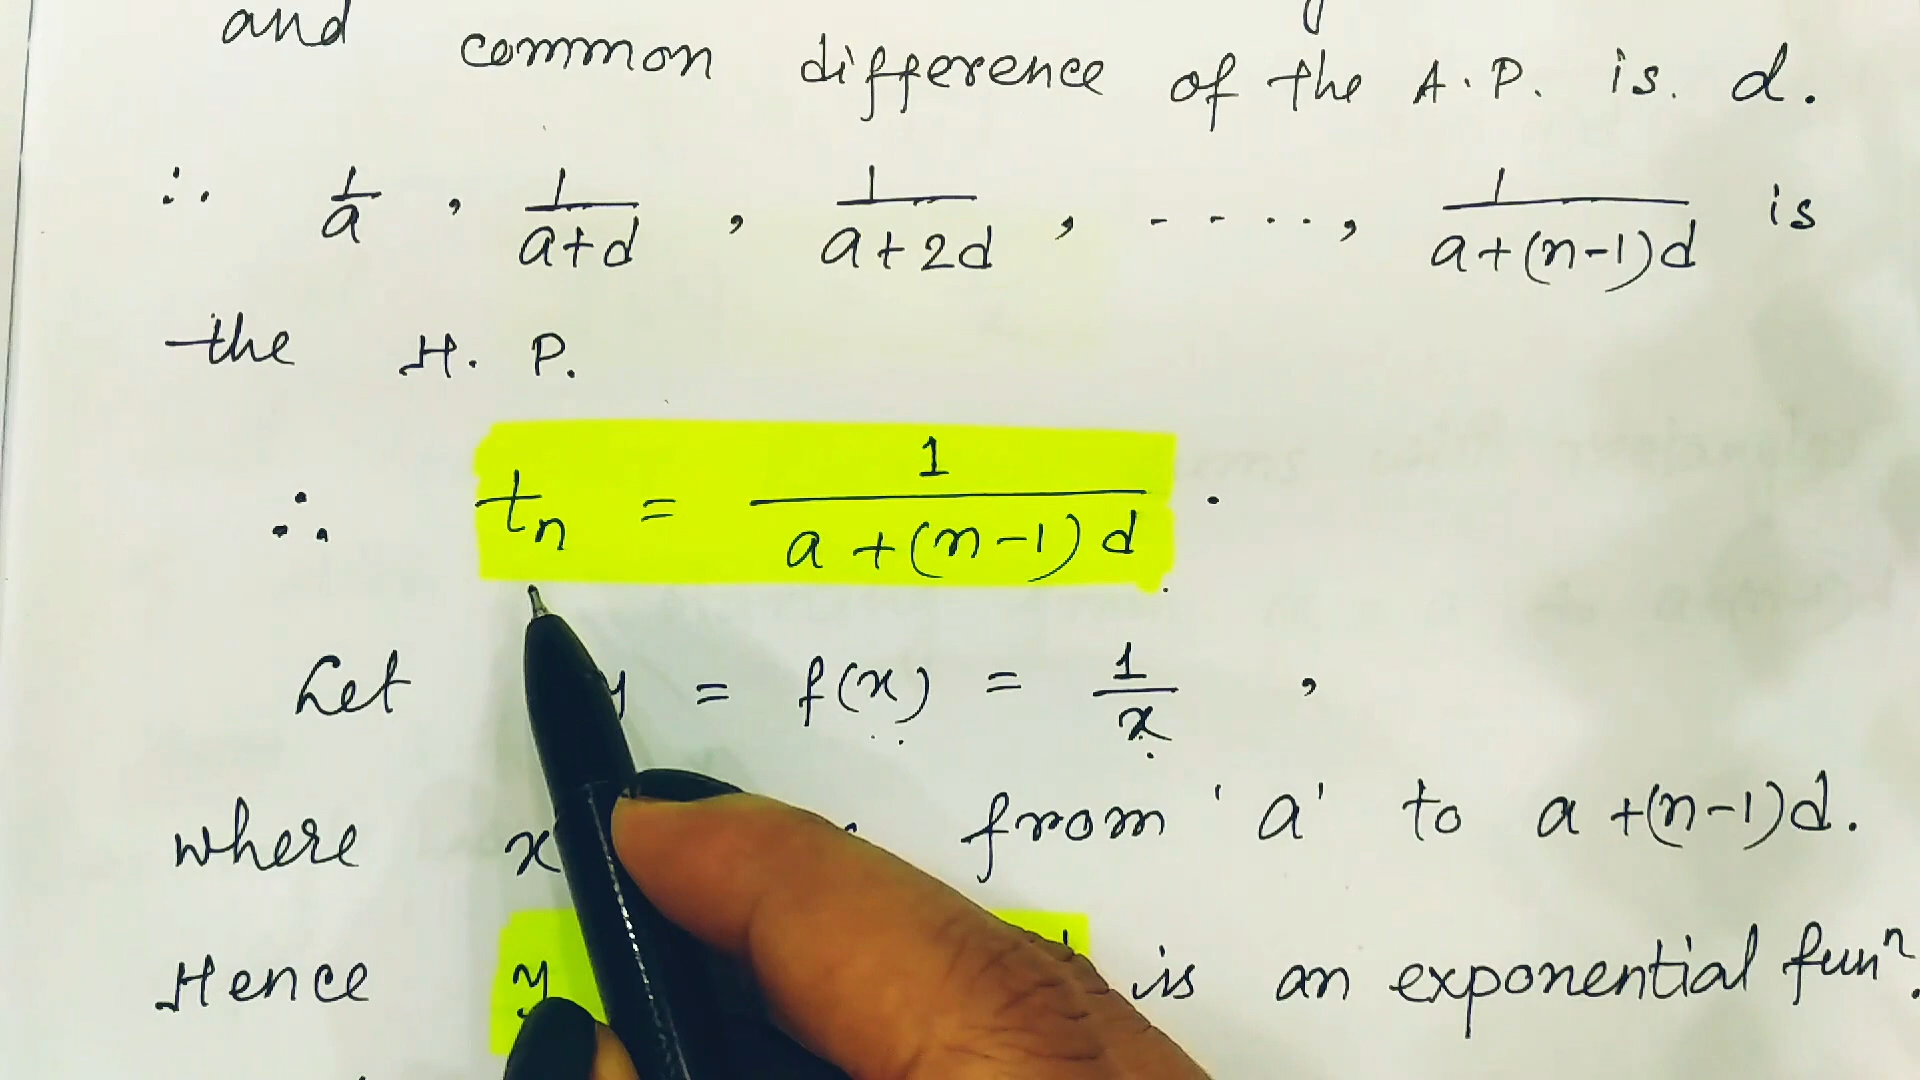 and common difference of the A.P. is. d.
∴ 1/a, 1/(a+d), 1/(a+2d), - - ..., 1/(a+(n-1)d) is
the H.P.
∴ tn = 1/(a+(n-1)d).
Let y = f(x) = 1/x,
where x from 'a' to a+(n-1)d.
Hence y is an exponential funⁿ.